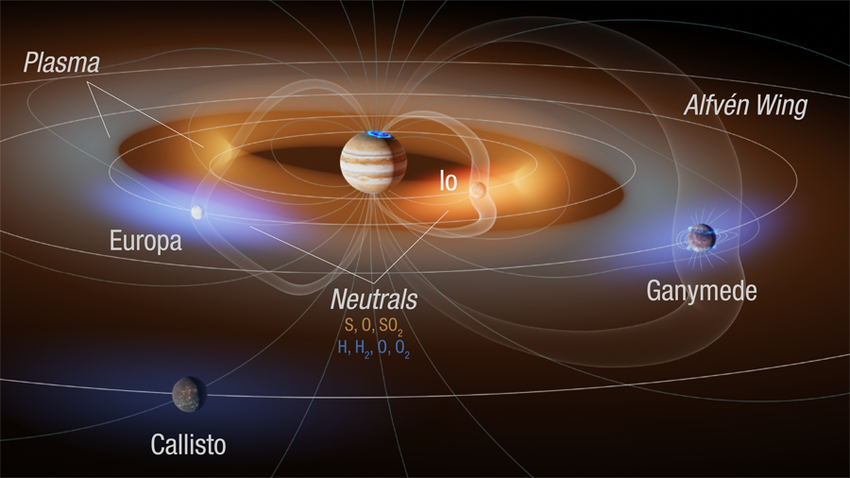 Plasma
Alfvén Wing
Io
Europa
Ganymede
Neutrals
S, O, SO₂
H, H₂, O, O₂
Callisto